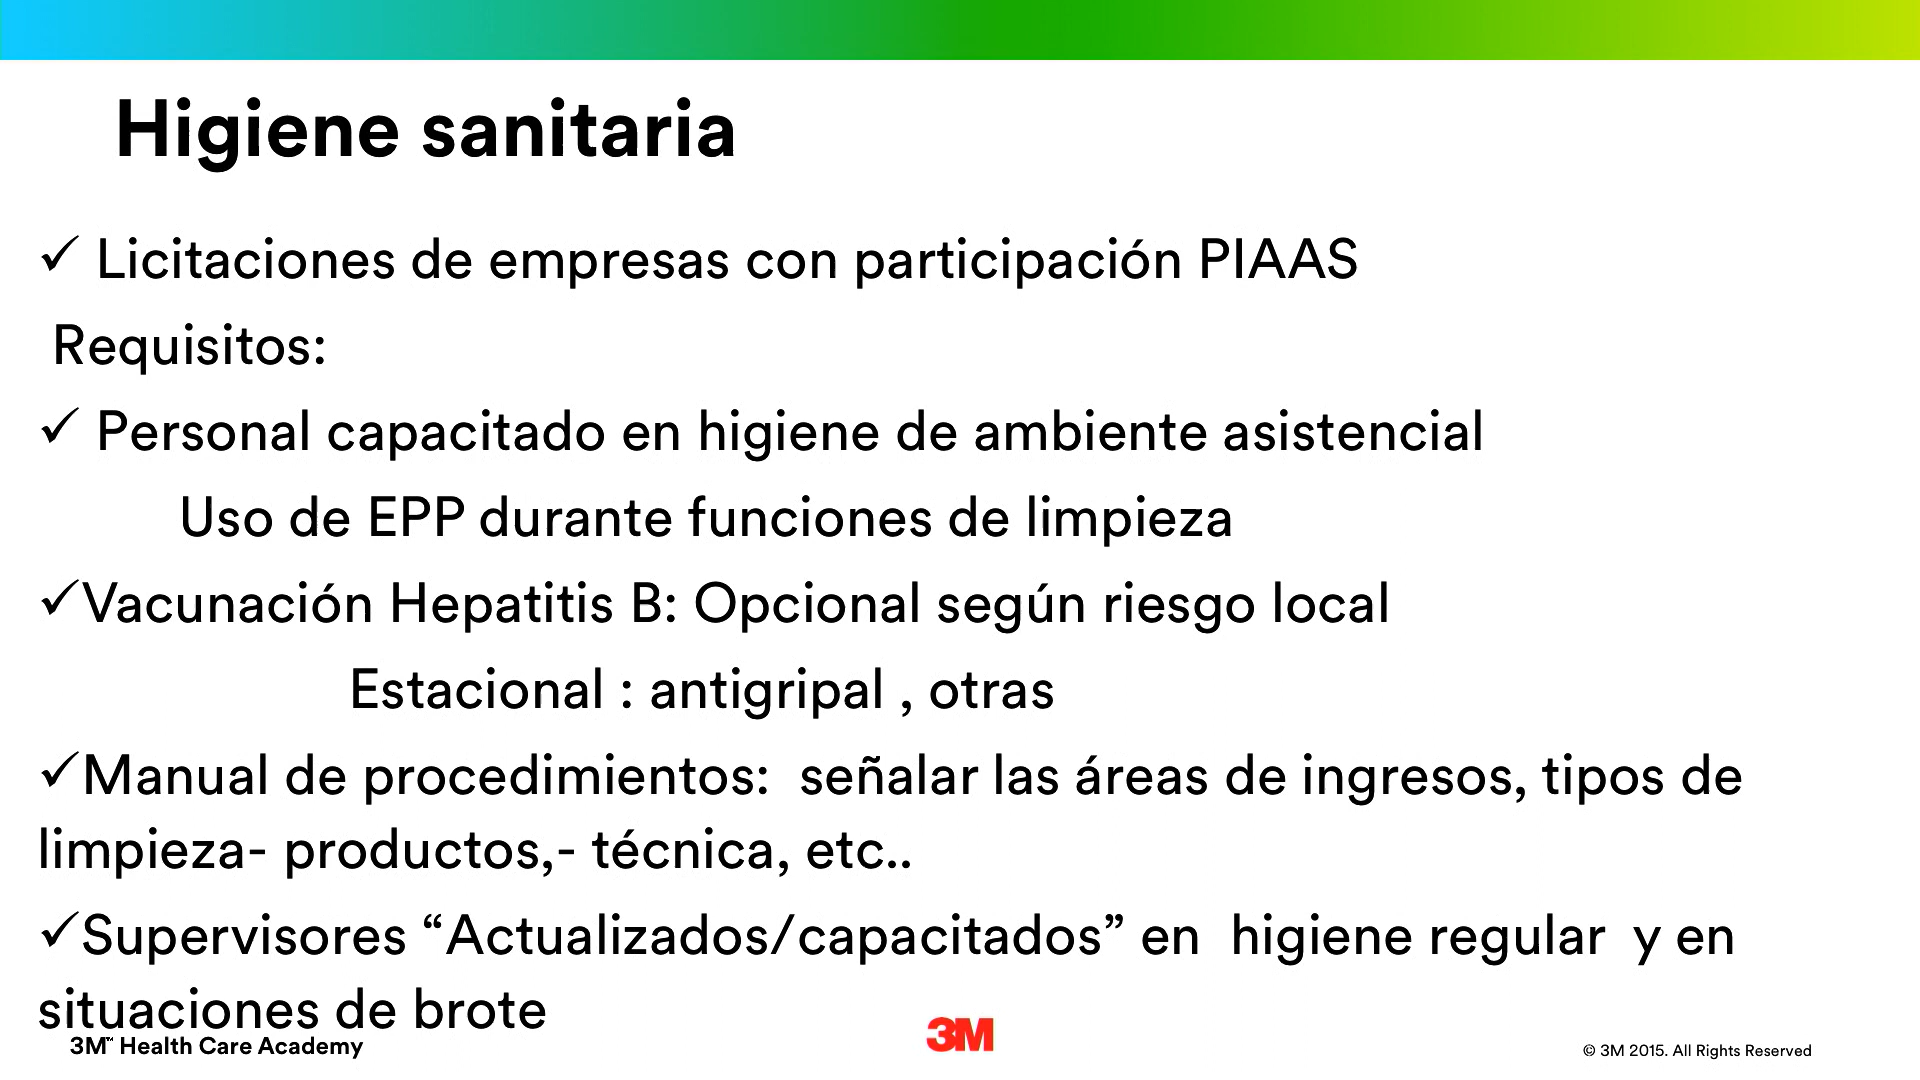 Higiene sanitaria
✓ Licitaciones de empresas con participación PIAAS
Requisitos:
✓ Personal capacitado en higiene de ambiente asistencial
Uso de EPP durante funciones de limpieza
✓Vacunación Hepatitis B: Opcional según riesgo local
Estacional : antigripal , otras
✓Manual de procedimientos:  señalar las áreas de ingresos, tipos de
limpieza- productos,- técnica, etc..
✓Supervisores “Actualizados/capacitados” en  higiene regular  y en
situaciones de brote
3M™ Health Care Academy
3M
© 3M 2015. All Rights Reserved